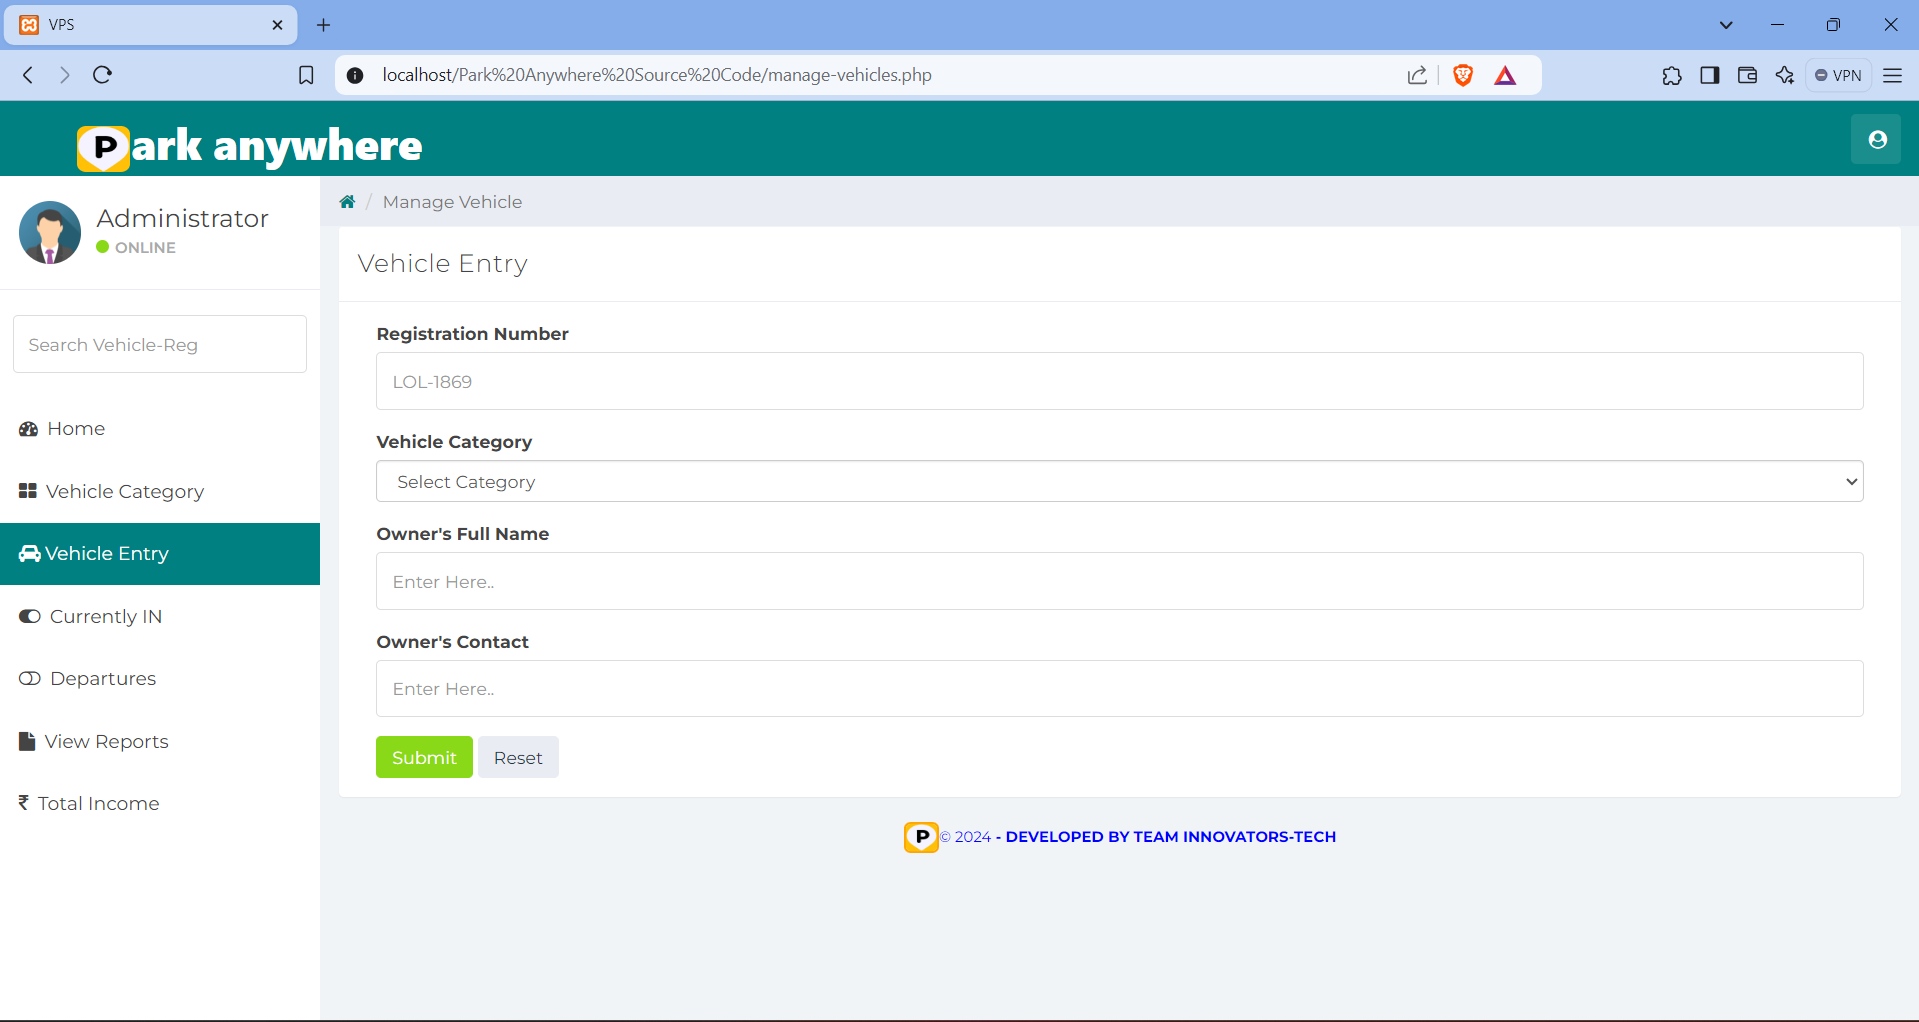 VPS
localhost/Park%20Anywhere%20Source%20Code/manage-vehicles.php
VPN
Park anywhere
Administrator
ONLINE
Search Vehicle-Reg
Home
Vehicle Category
Vehicle Entry
Currently IN
Departures
View Reports
₹ Total Income
/ Manage Vehicle
Vehicle Entry
Registration Number
LOL-1869
Vehicle Category
Select Category
Owner's Full Name
Enter Here..
Owner's Contact
Enter Here..
Submit Reset
P © 2024 - DEVELOPED BY TEAM INNOVATORS-TECH